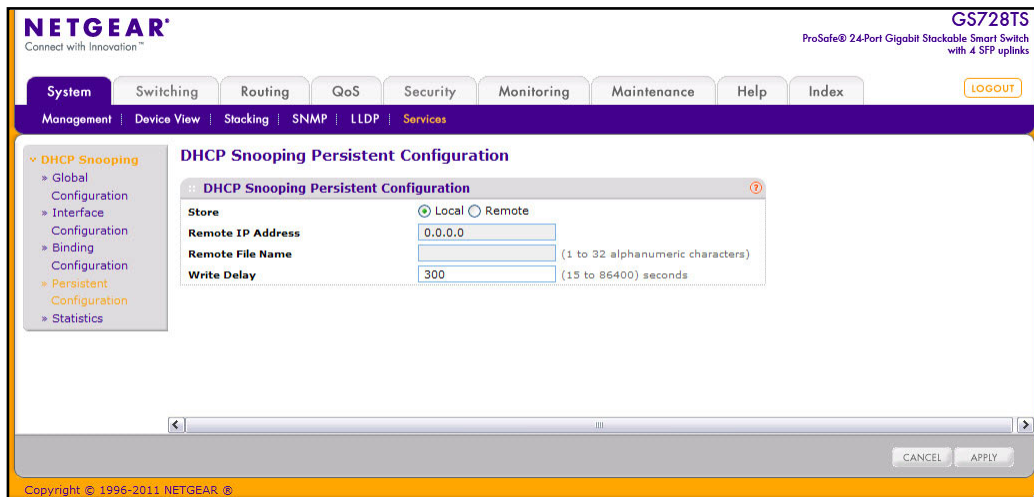 NETGEAR®
Connect with Innovation™
GS728TS
ProSafe® 24-Port Gigabit Stackable Smart Switch
with 4 SFP uplinks
System Switching Routing QoS Security Monitoring Maintenance Help Index LOGOUT
Management Device View Stacking SNMP LLDP Services
DHCP Snooping
» Global
Configuration
» Interface
Configuration
» Binding
Configuration
» Persistent
Configuration
» Statistics
DHCP Snooping Persistent Configuration
DHCP Snooping Persistent Configuration ?
Store Local Remote
Remote IP Address 0.0.0.0
Remote File Name (1 to 32 alphanumeric characters)
Write Delay 300 (15 to 86400) seconds
CANCEL APPLY
Copyright © 1996-2011 NETGEAR ®